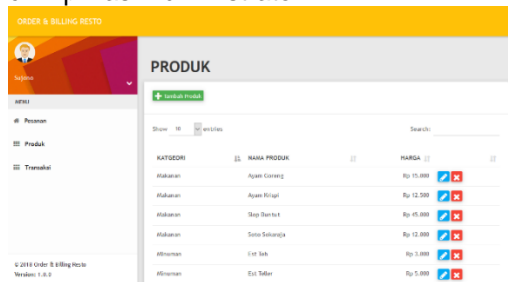 ORDER & BILLING RESTO
Sujono
MENU
Pesanan
Produk
Transaksi
© 2018 Order & Billing Resto
Version: 1.0.0
PRODUK
Tambah Produk
Show 10 entries
Search:
KATGEORI NAMA PRODUK HARGA
Makanan Ayam Goreng Rp 15.000
Makanan Ayam Krispi Rp 12.500
Makanan Sop Buntut Rp 45.000
Makanan Soto Sokaraja Rp 12.000
Minuman Est Teh Rp 3.000
Minuman Est Teller Rp 5.000